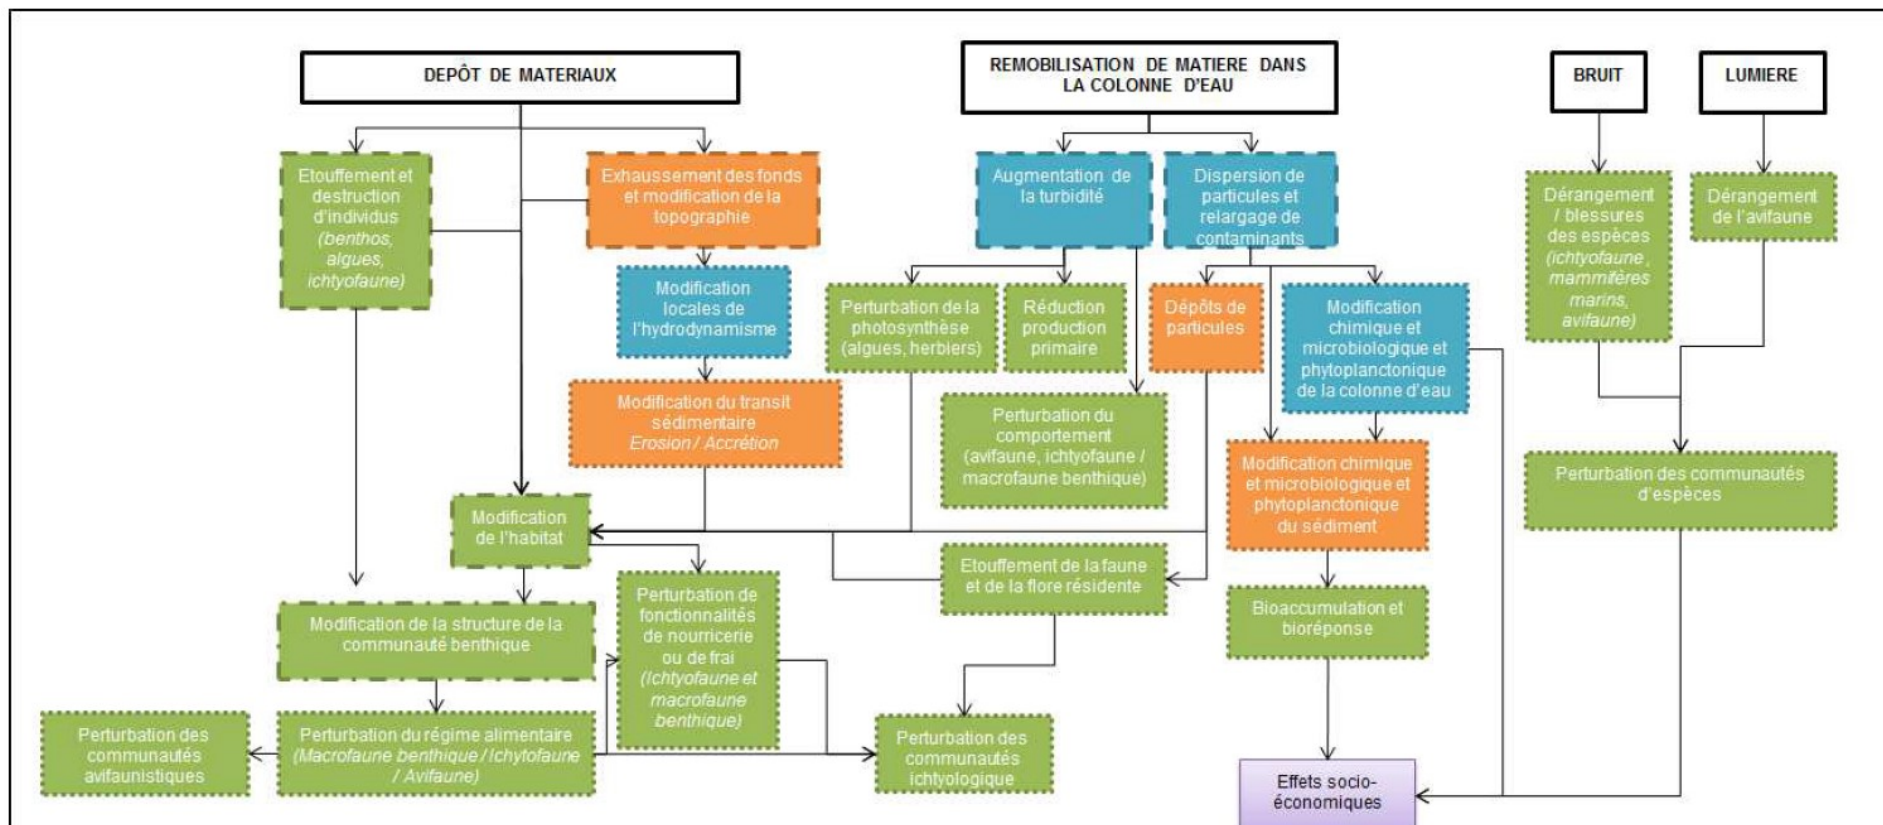 DEPÔT DE MATERIAUX
REMOBILISATION DE MATIERE DANS
LA COLONNE D'EAU
BRUIT
LUMIERE
Etouffement et
destruction
d'individus
(benthos,
algues,
ichtyofaune)
Exhaussement des fonds
et modification de la
topographie
Augmentation de
la turbidité
Dispersion de
particules et
relargage de
contaminants
Dérangement
/ blessures
des espèces
(ichtyofaune,
mammifères
marins,
avifaune)
Dérangement
de l'avifaune
Modification
locales de
l'hydrodynamisme
Perturbation de la
photosynthèse
(algues, herbiers)
Réduction
production
primaire
Dépôts de
particules
Modification
chimique et
microbiologique et
phytoplanctonique
de la colonne d'eau
Modification du transit
sédimentaire
Erosion / Accrétion
Perturbation du
comportement
(avifaune, ichtyofaune /
macrofaune benthique)
Modification chimique
et microbiologique et
phytoplanctonique
du sédiment
Perturbation des communautés
d'espèces
Modification
de l'habitat
Etouffement de la faune
et de la flore résidente
Perturbation de
fonctionnalités
de nourricerie
ou de frai
(Ichtyofaune et
macrofaune
benthique)
Bioaccumulation et
bioréponse
Modification de la structure de la
communauté benthique
Perturbation des
communautés
avifaunistiques
Perturbation du régime alimentaire
(Macrofaune benthique / Ichytofaune
/ Avifaune)
Perturbation des
communautés
ichtyologique
Effets socio-
économiques